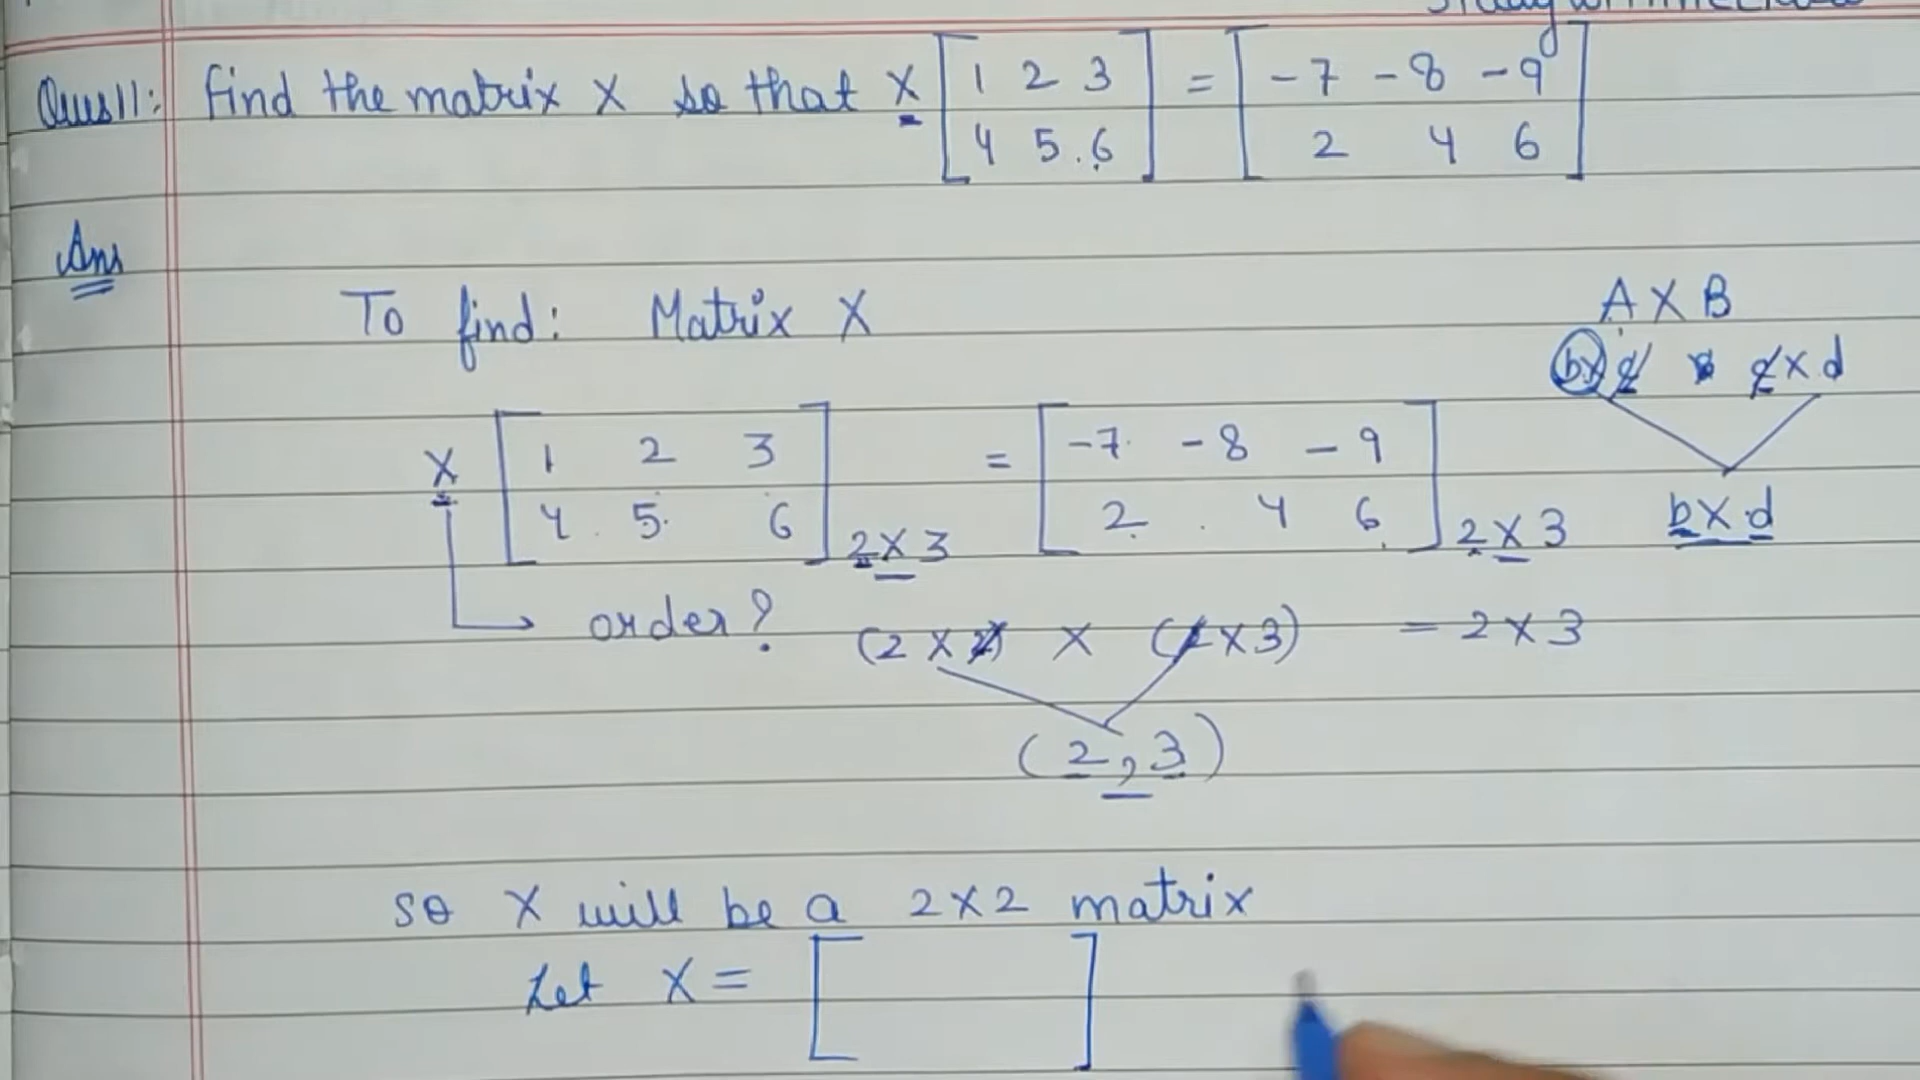 Ques11: find the matrix X so that X [1 2 3 = [-7 -8 -9
4 5 6] 2 4 6]
Ans
To find: Matrix X
A X B
b×c c×d
X [1 2 3 = [-7 -8 -9
4 5 6] 2×3 2 4 6] 2×3 b×d
order? (2 × 2) × (2×3) = 2×3
(2,3)
so X will be a 2×2 matrix
Let X = [ ]